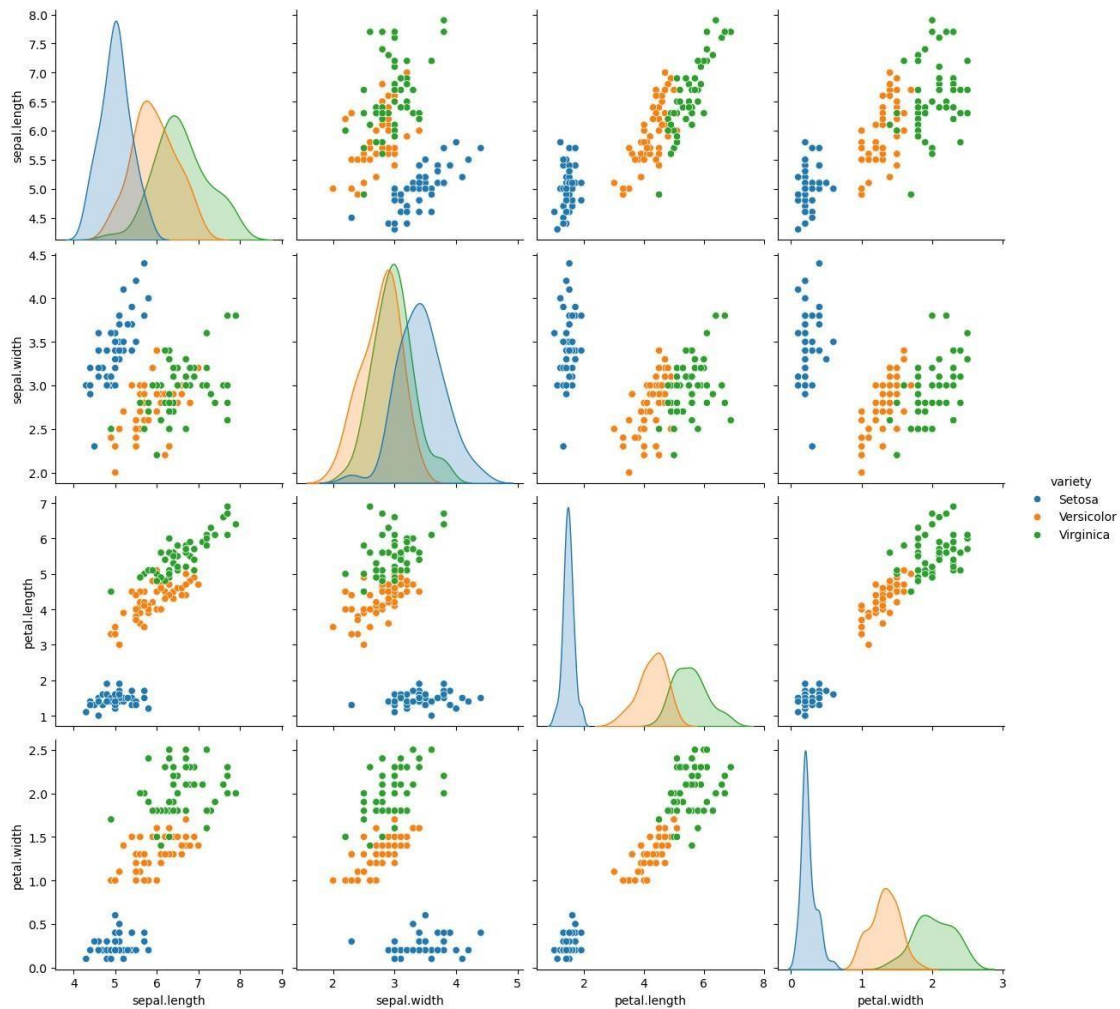 8.0
7.5
7.0
6.5
6.0
5.5
5.0
4.5
sepal.length
4.5
4.0
3.5
3.0
2.5
2.0
sepal.width
variety
Setosa
Versicolor
Virginica
7
6
5
4
3
2
1
petal.length
2.5
2.0
1.5
1.0
0.5
0.0
petal.width
4 5 6 7 8 9
sepal.length
2 3 4 5
sepal.width
2 4 6 8
petal.length
0 1 2 3
petal.width